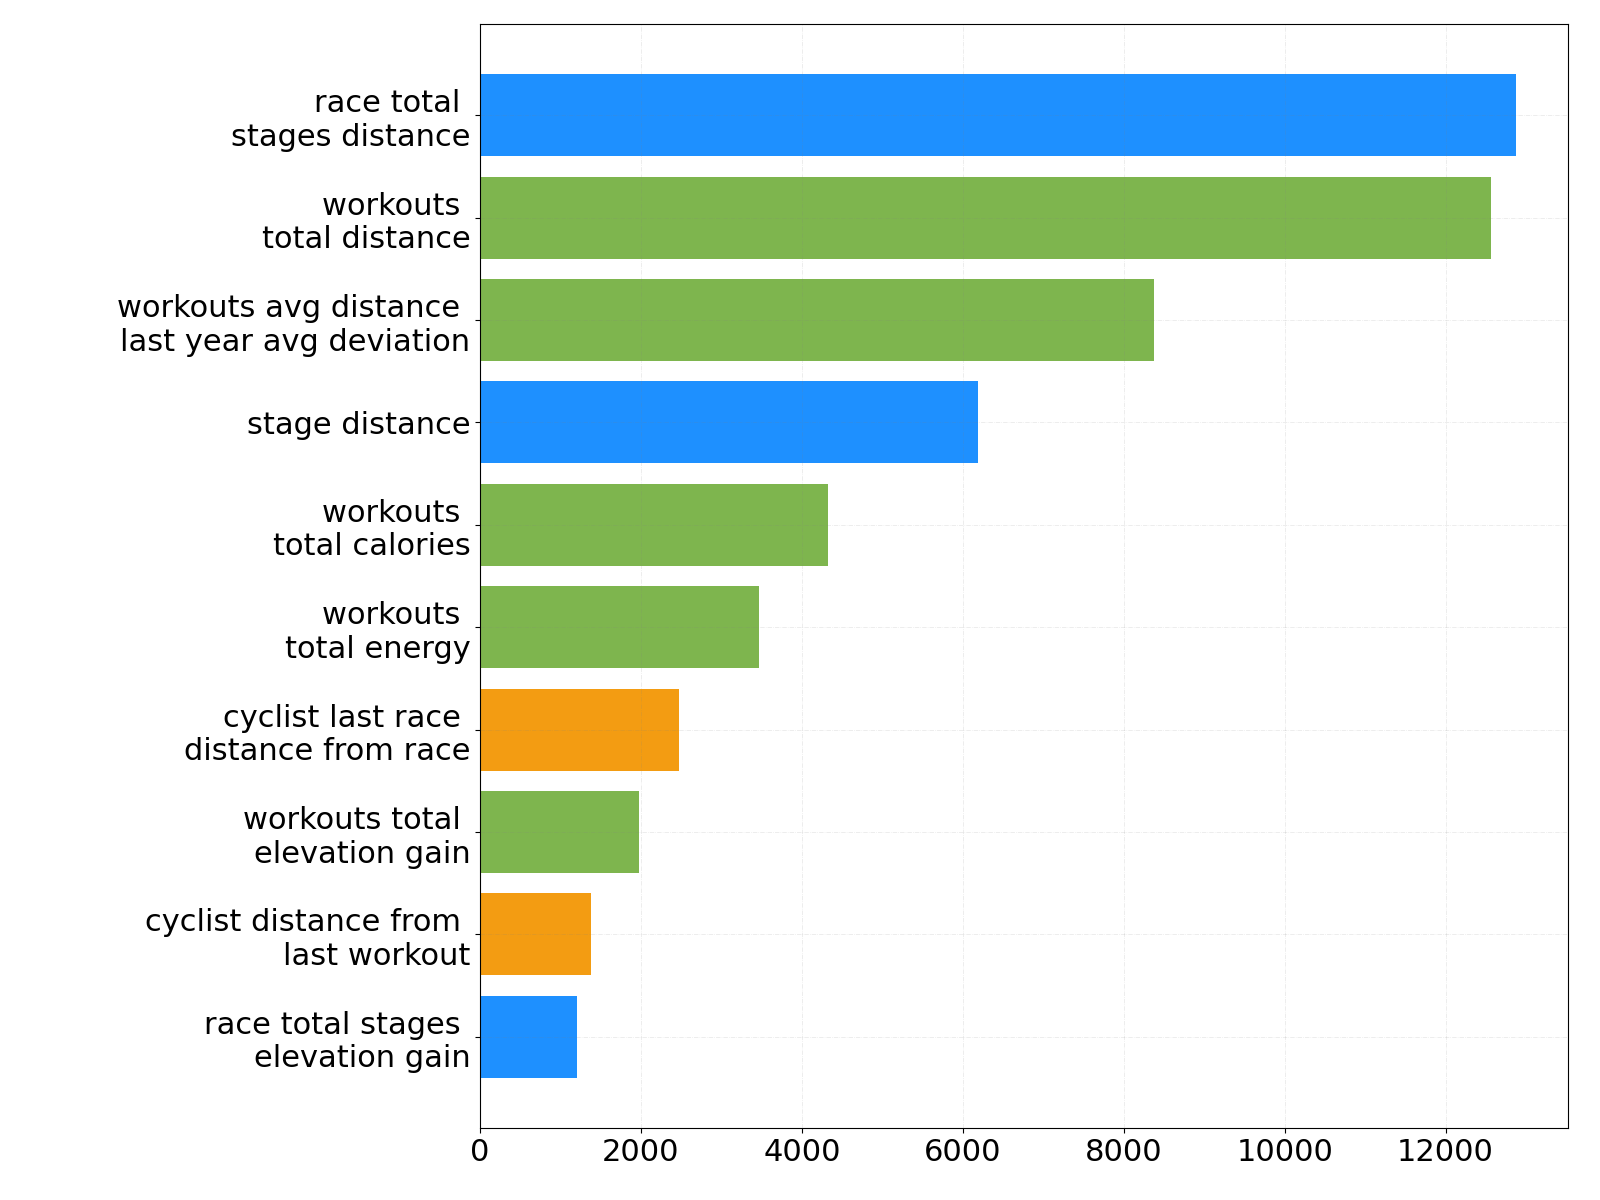 race total
stages distance
workouts
total distance
workouts avg distance
last year avg deviation
stage distance
workouts
total calories
workouts
total energy
cyclist last race
distance from race
workouts total
elevation gain
cyclist distance from
last workout
race total stages
elevation gain
0 2000 4000 6000 8000 10000 12000